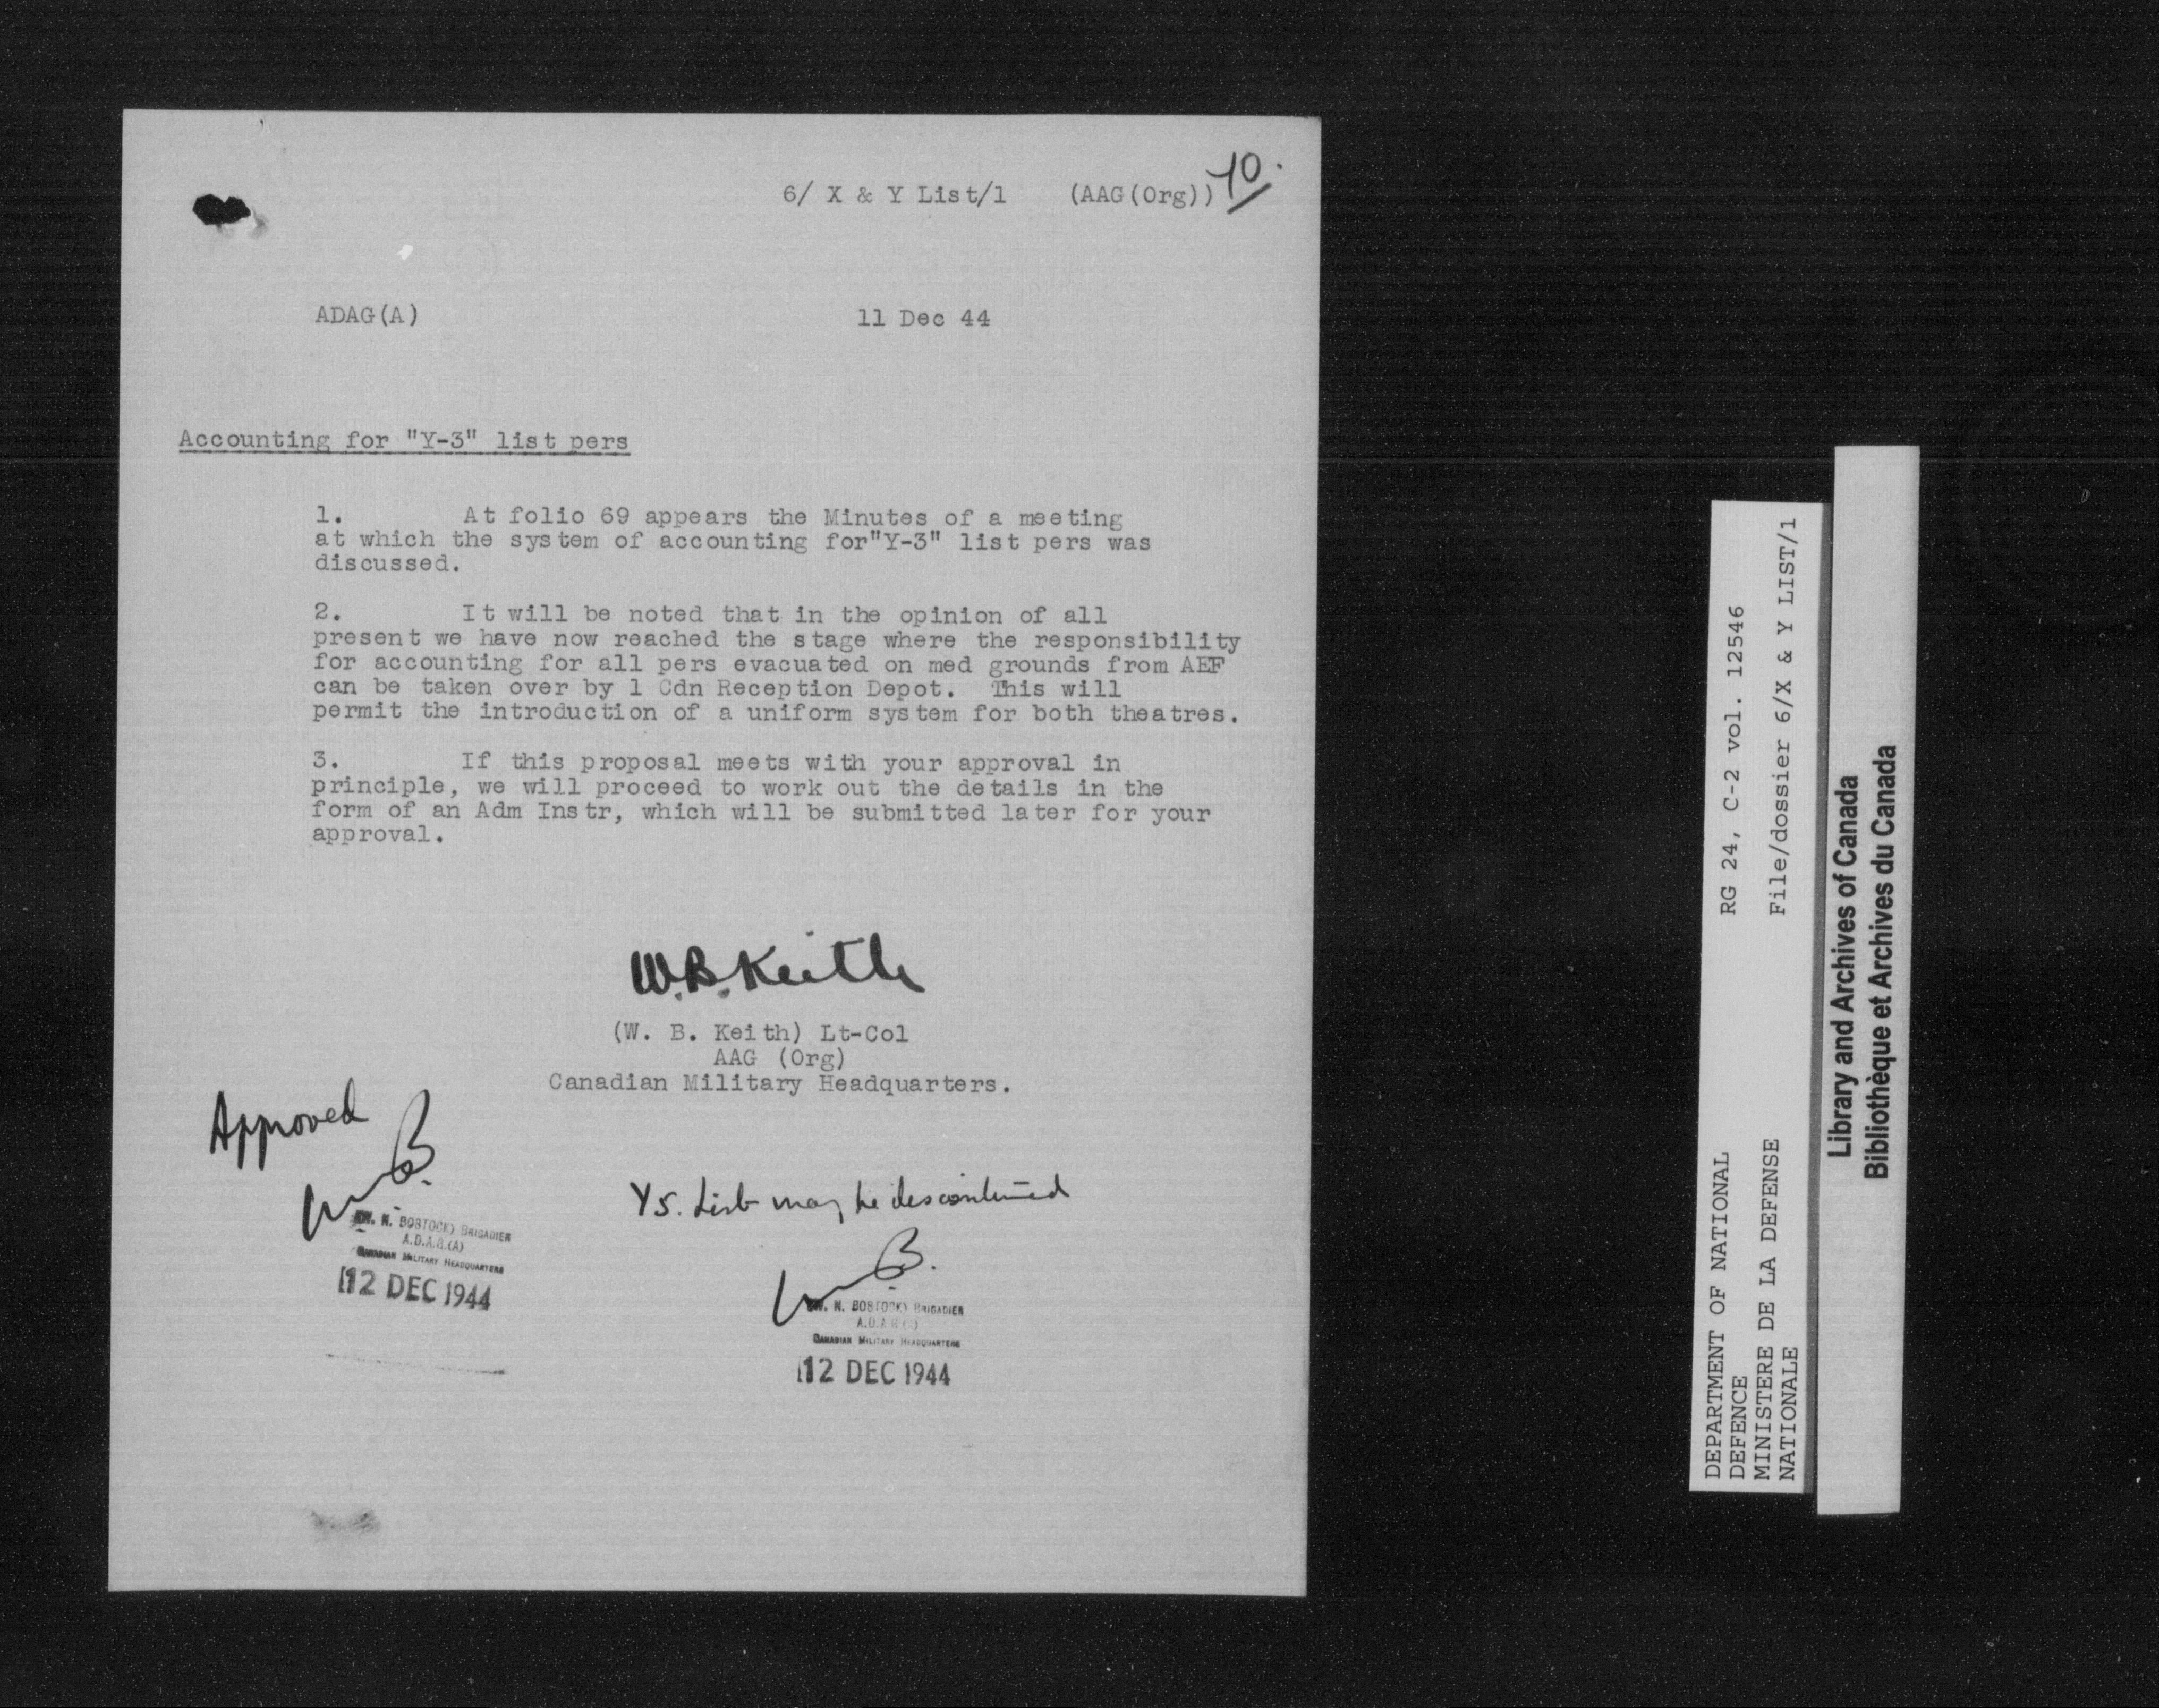 6/ X & Y List/1 (AAG(Org)) 70.
ADAG(A) 11 Dec 44
Accounting for "Y-3" list pers
1. At folio 69 appears the Minutes of a meeting
at which the system of accounting for"Y-3" list pers was
discussed.
2. It will be noted that in the opinion of all
present we have now reached the stage where the responsibility
for accounting for all pers evacuated on med grounds from AEF
can be taken over by 1 Cdn Reception Depot. This will
permit the introduction of a uniform system for both theatres.
3. If this proposal meets with your approval in
principle, we will proceed to work out the details in the
form of an Adm Instr, which will be submitted later for your
approval.
W.B. Keith
(W. B. Keith) Lt-Col
AAG (Org)
Canadian Military Headquarters.
Approved
B.
(W. N. BOSTOCK) BRIGADIER
A.D.A.G.(A)
CANADIAN MILITARY HEADQUARTERS
12 DEC 1944
Y5. List may be discontinued
B.
(W. N. BOSTOCK) BRIGADIER
A.D.A.G.(A)
CANADIAN MILITARY HEADQUARTERS
12 DEC 1944
DEPARTMENT OF NATIONAL
DEFENCE
MINISTERE DE LA DEFENSE
NATIONALE
RG 24, C-2 vol. 12546
File/dossier 6/X & Y LIST/1
Library and Archives of Canada
Bibliothèque et Archives du Canada